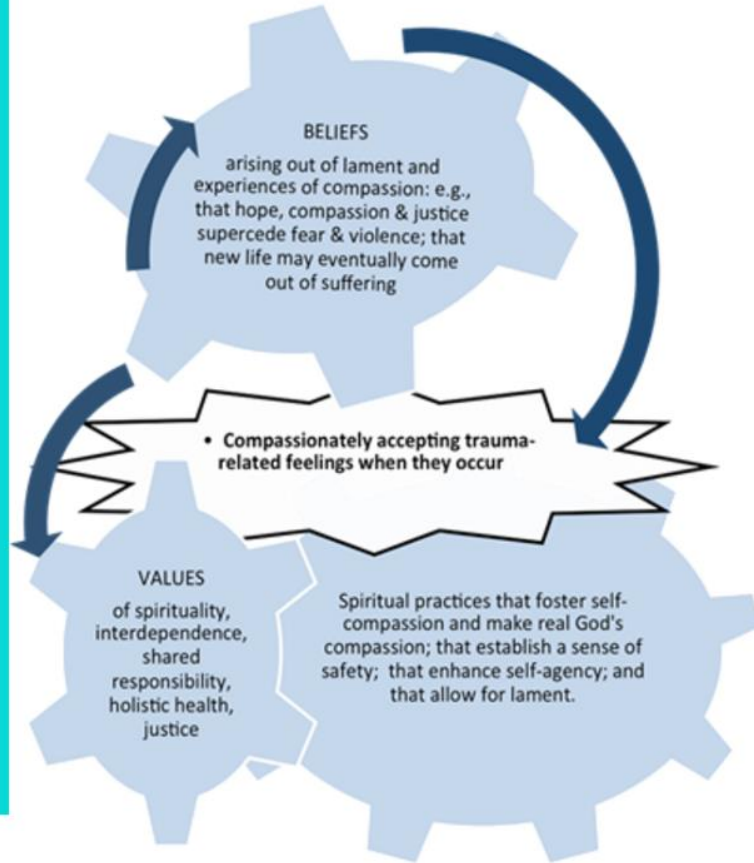 BELIEFS
arising out of lament and
experiences of compassion: e.g.,
that hope, compassion & justice
supercede fear & violence; that
new life may eventually come
out of suffering
• Compassionately accepting trauma-
related feelings when they occur
VALUES
of spirituality,
interdependence,
shared
responsibility,
holistic health,
justice
Spiritual practices that foster self-
compassion and make real God's
compassion; that establish a sense of
safety;  that enhance self-agency; and
that allow for lament.